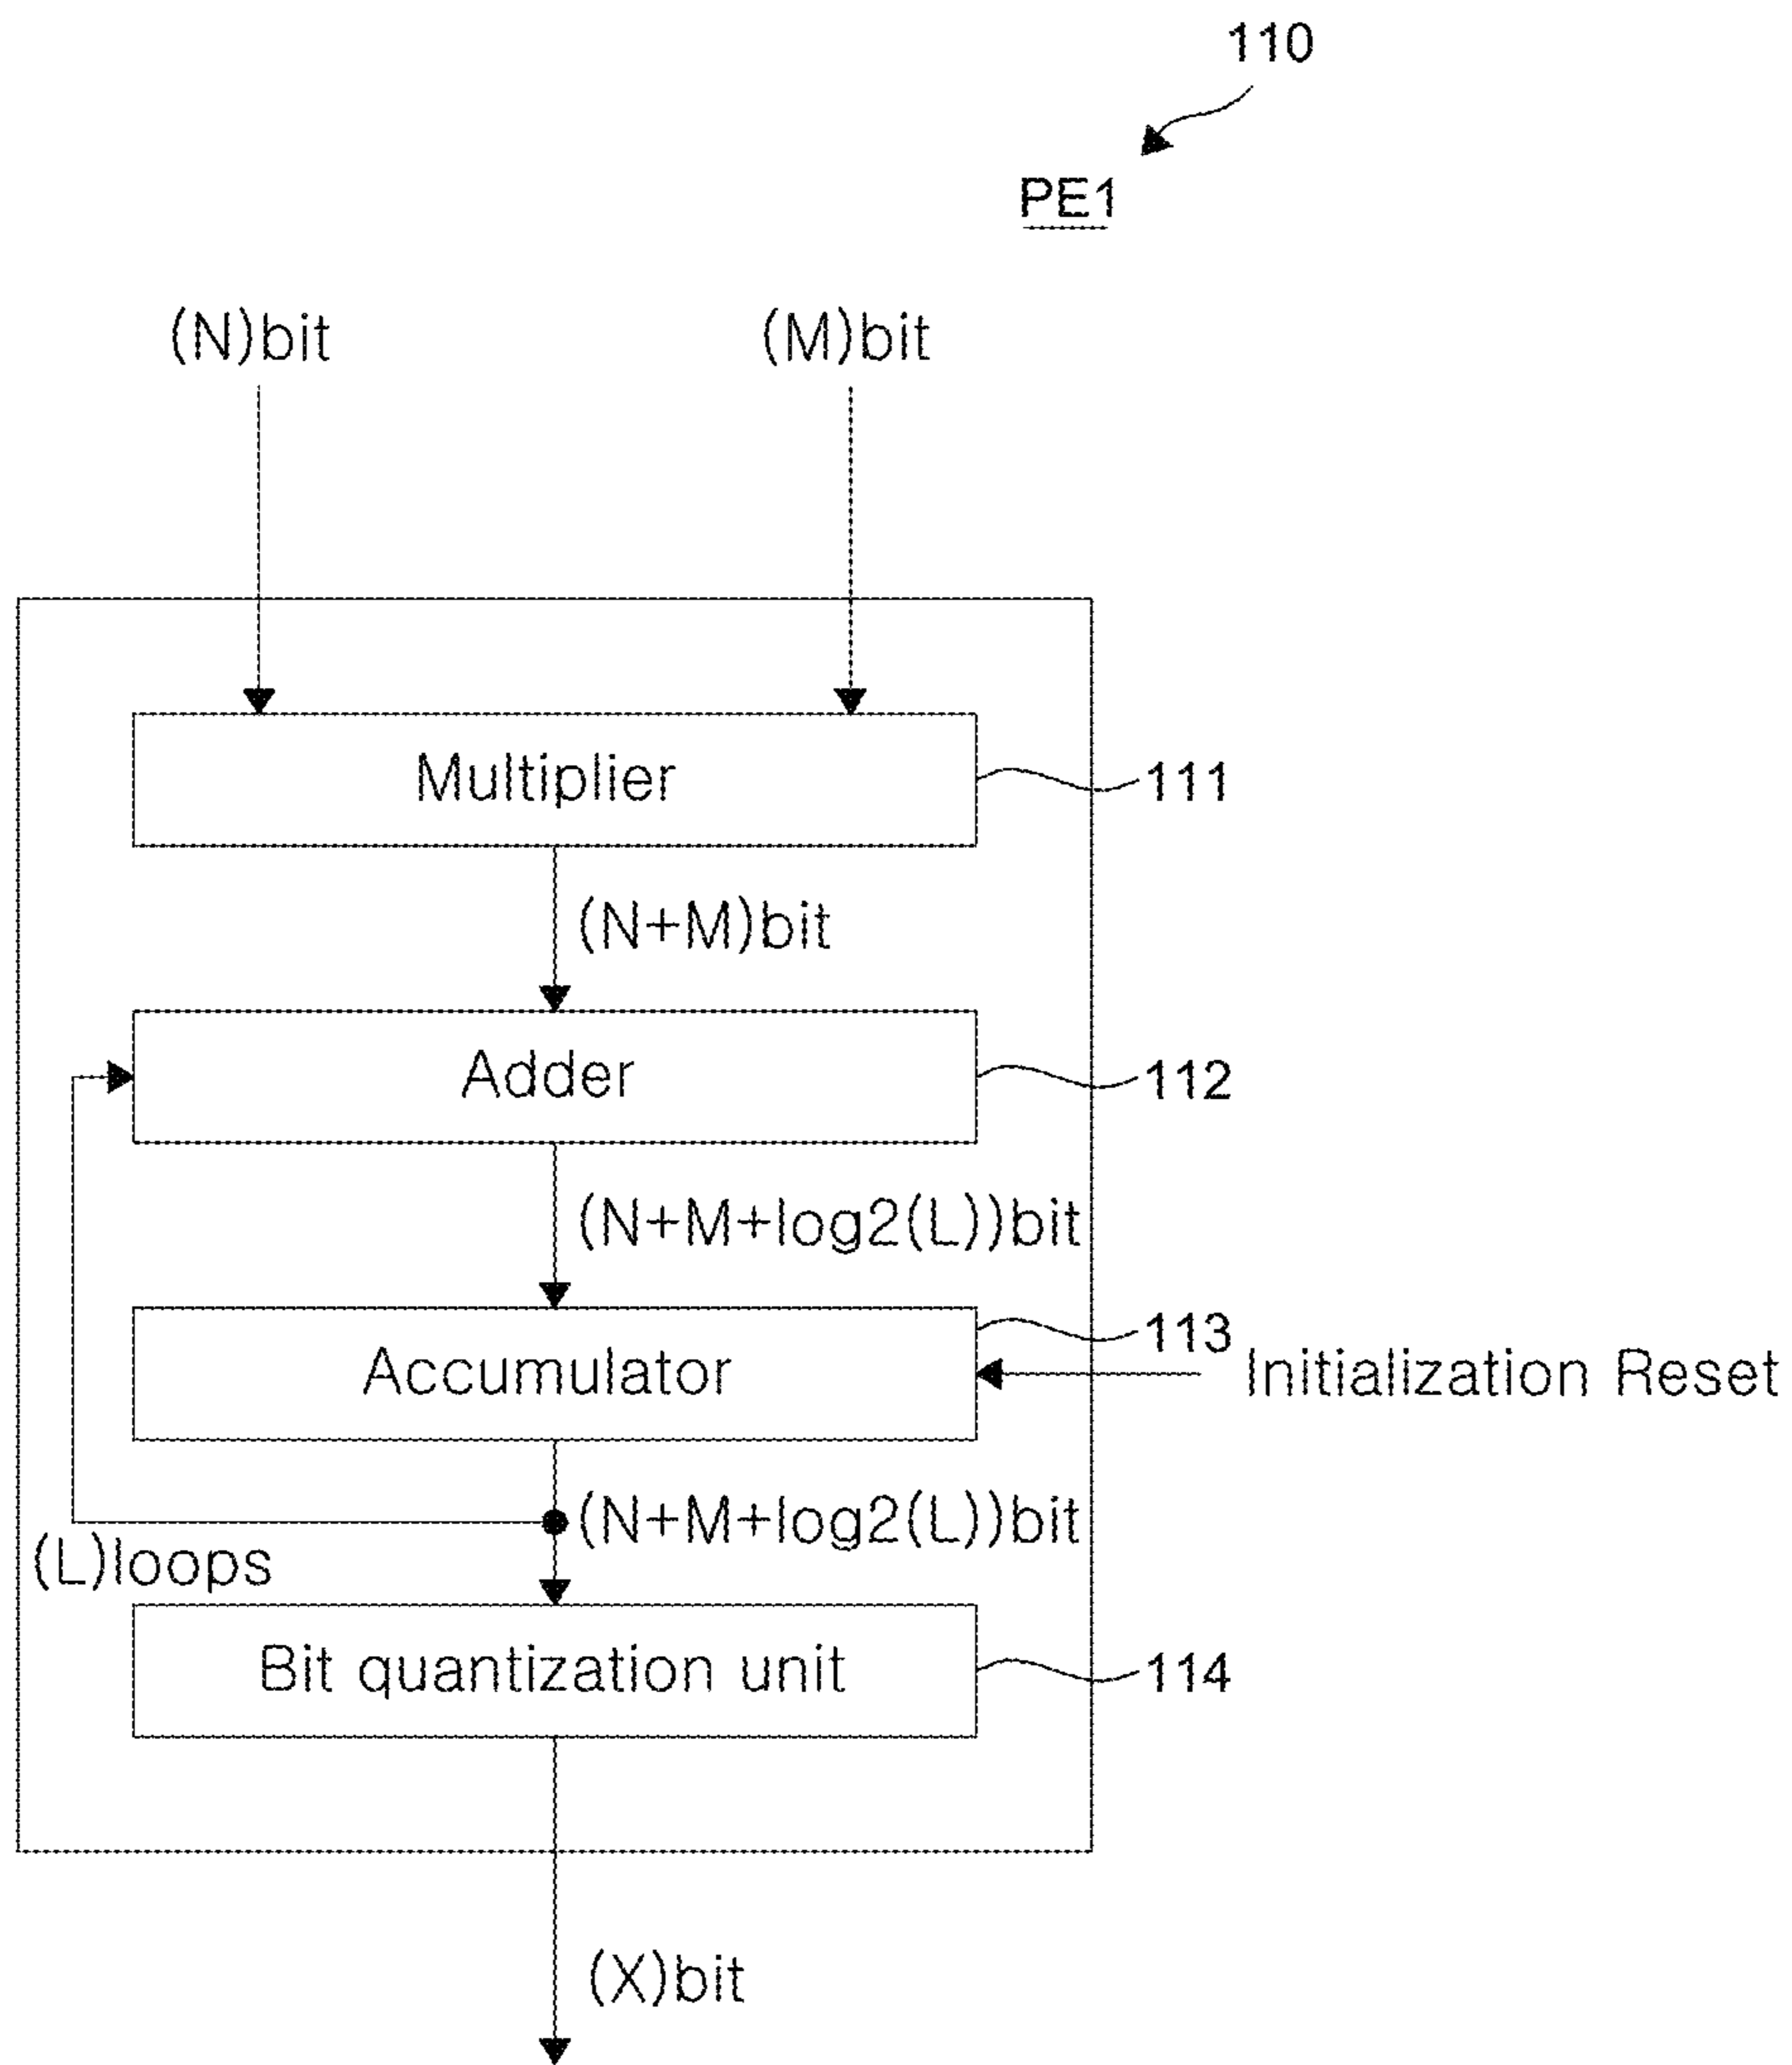 110
PE1
(N)bit
(M)bit
Multiplier
111
(N+M)bit
Adder
112
(N+M+log2(L))bit
Accumulator
113
Initialization Reset
(N+M+log2(L))bit
(L)loops
Bit quantization unit
114
(X)bit